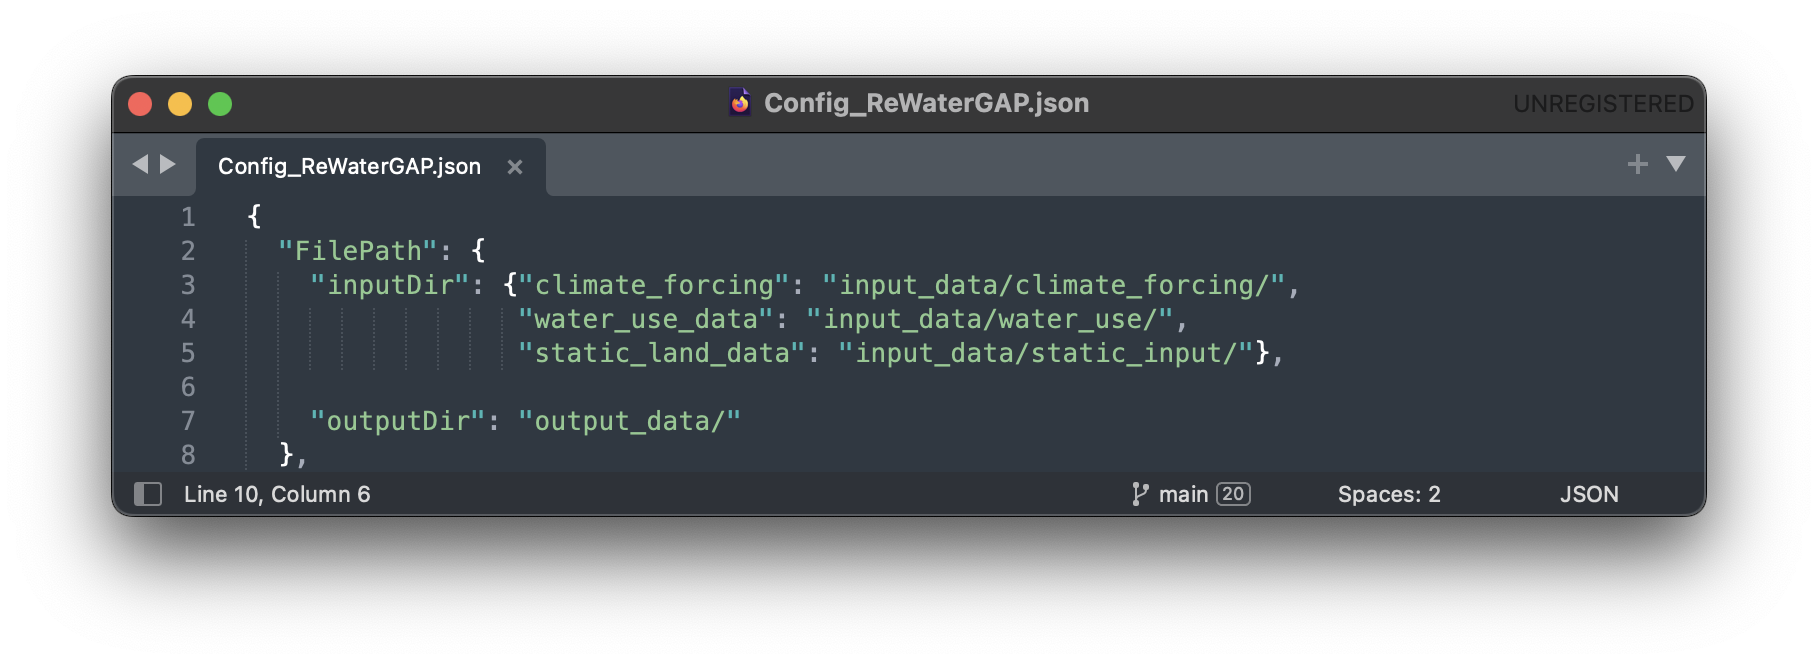 Config_ReWaterGAP.json
UNREGISTERED
Config_ReWaterGAP.json ×
1 {
2 "FilePath": {
3 "inputDir": {"climate_forcing": "input_data/climate_forcing/",
4 "water_use_data": "input_data/water_use/",
5 "static_land_data": "input_data/static_input/"},
6
7 "outputDir": "output_data/"
8 },
Line 10, Column 6 main 20 Spaces: 2 JSON